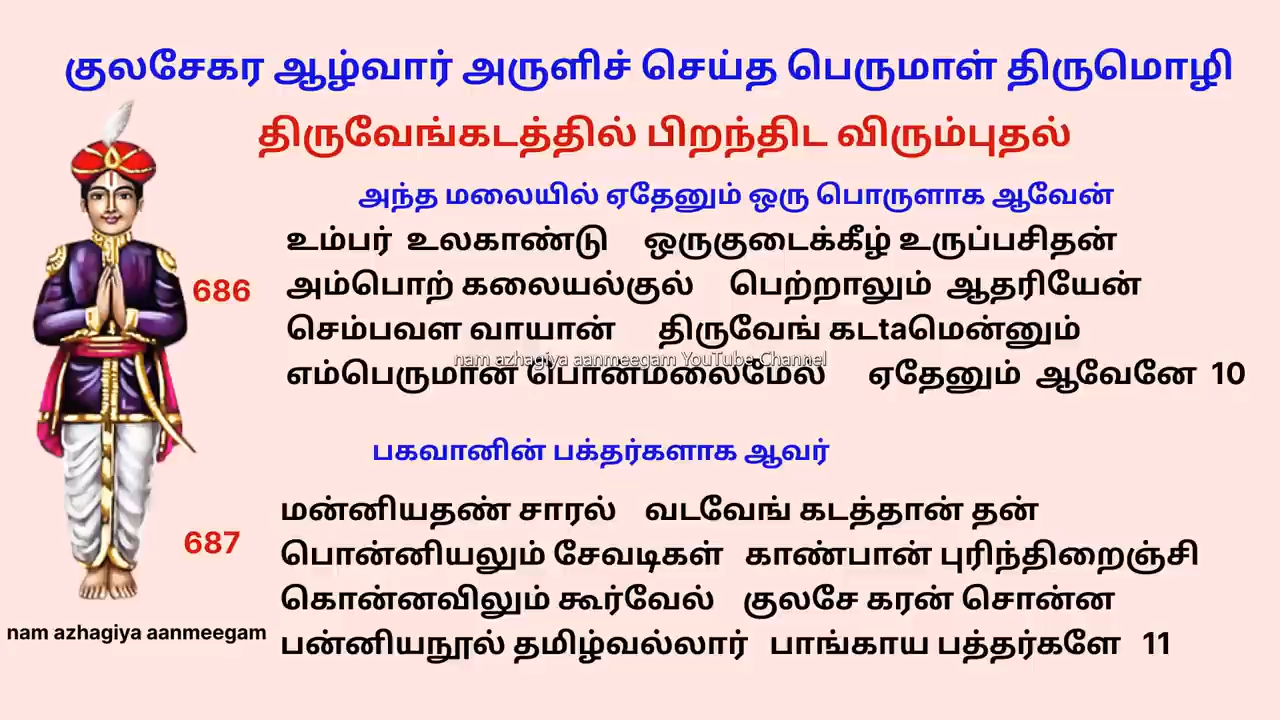 குலசேகர ஆழ்வார் அருளிச் செய்த பெருமாள் திருமொழி
திருவேங்கடத்தில் பிறந்திட விரும்புதல்
அந்த மலையில் ஏதேனும் ஒரு பொருளாக ஆவேன்
686
உம்பர் உலகாண்டு ஒருகுடைக்கீழ் உருப்பசிதன்
அம்பொற் கலையல்குல் பெற்றாலும் ஆதரியேன்
செம்பவள வாயான் திருவேங் கடtaமென்னும்
nam azhagiya aanmeegam YouTube Channel
எம்பெருமான் பொன்மலைமேல் ஏதேனும் ஆவேனே 10
பகவானின் பக்தர்களாக ஆவர்
687
மன்னியதண் சாரல் வடவேங் கடத்தான் தன்
பொன்னியலும் சேவடிகள் காண்பான் புரிந்திறைஞ்சி
கொன்னவிலும் கூர்வேல் குலசே கரன் சொன்ன
பன்னியநூல் தமிழ்வல்லார் பாங்காய பத்தர்களே 11
nam azhagiya aanmeegam